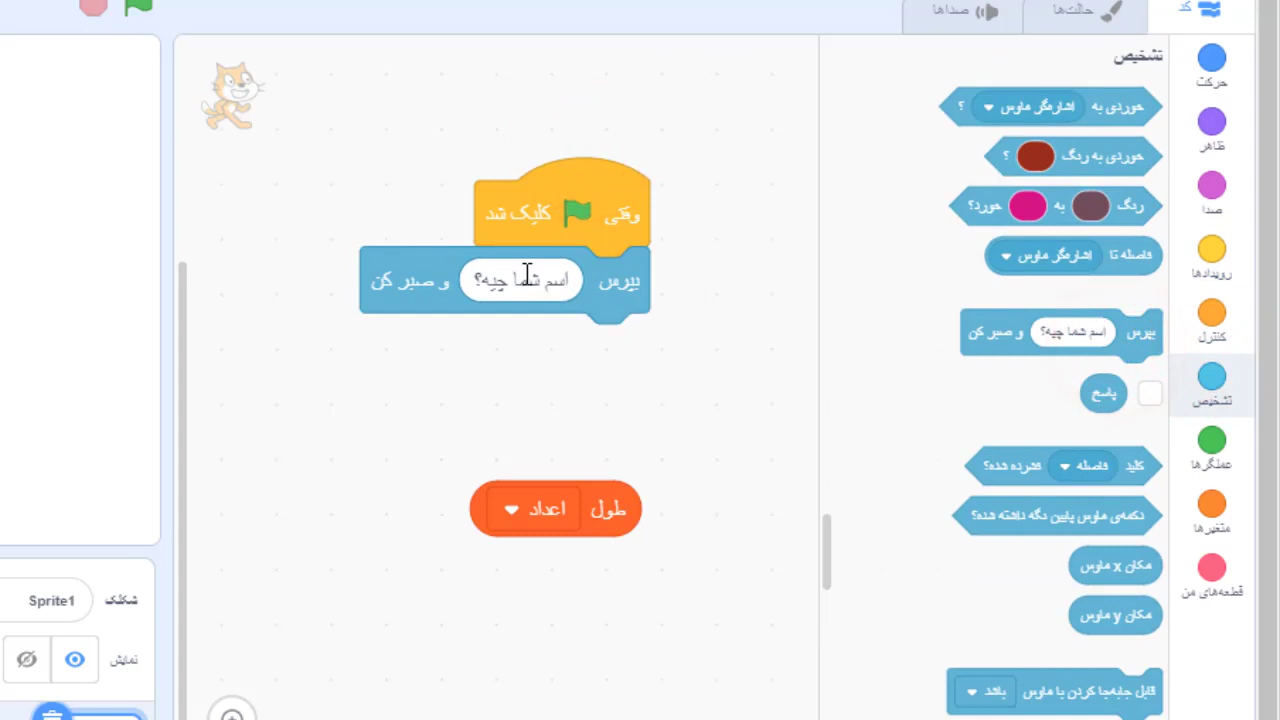 کد
حالت‌ها
صداها
حرکت
ظاهر
صدا
رویدادها
کنترل
تشخیص
عملگرها
متغیرها
قطعه‌های من
تشخیص
خوردی به اشاره‌گر ماوس ؟
خوردی به رنگ ؟
رنگ به خورد؟
فاصله تا اشاره‌گر ماوس
بپرس اسم شما چیه؟ و صبر کن
پاسخ
کلید فاصله فشرده شده؟
دکمه‌ی ماوس پایین نگه داشته شده؟
مکان x ماوس
مکان y ماوس
قابل جابه‌جا کردن با ماوس باشد
وقتی کلیک شد
بپرس اسم شما چیه؟ و صبر کن
طول اعداد
شکلک Sprite1
نمایش